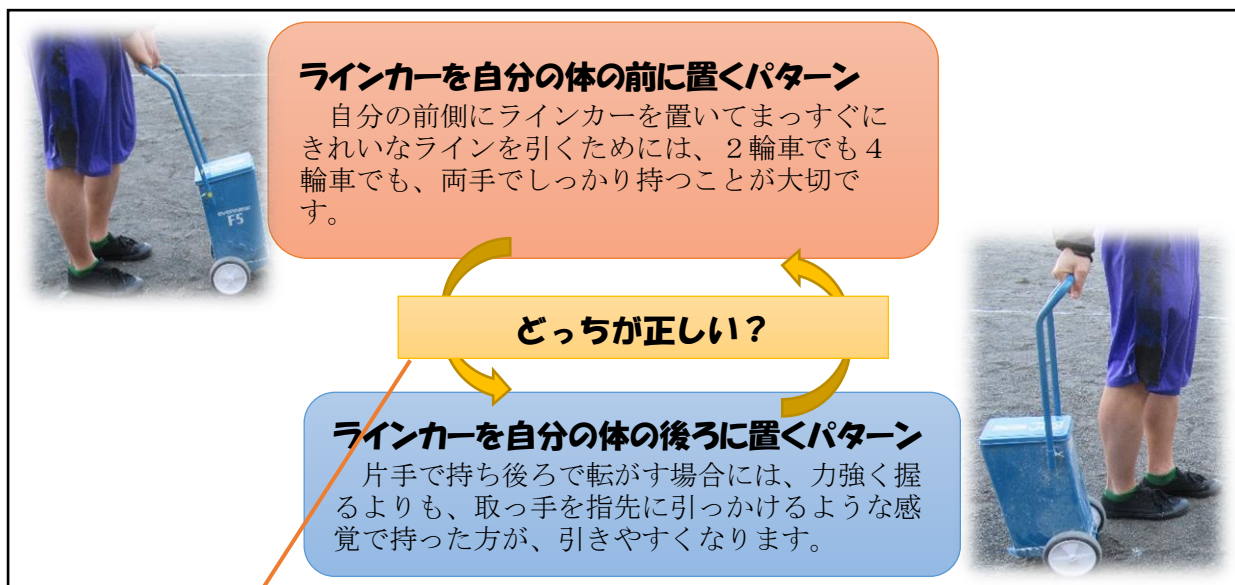 ラインカーを自分の体の前に置くパターン
　自分の前側にラインカーを置いてまっすぐに
きれいなラインを引くためには、２輪車でも４
輪車でも、両手でしっかり持つことが大切で
す。
F5
どっちが正しい？
ラインカーを自分の体の後ろに置くパターン
　片手で持ち後ろで転がす場合には、力強く握
るよりも、取っ手を指先に引っかけるような感
覚で持った方が、引きやすくなります。